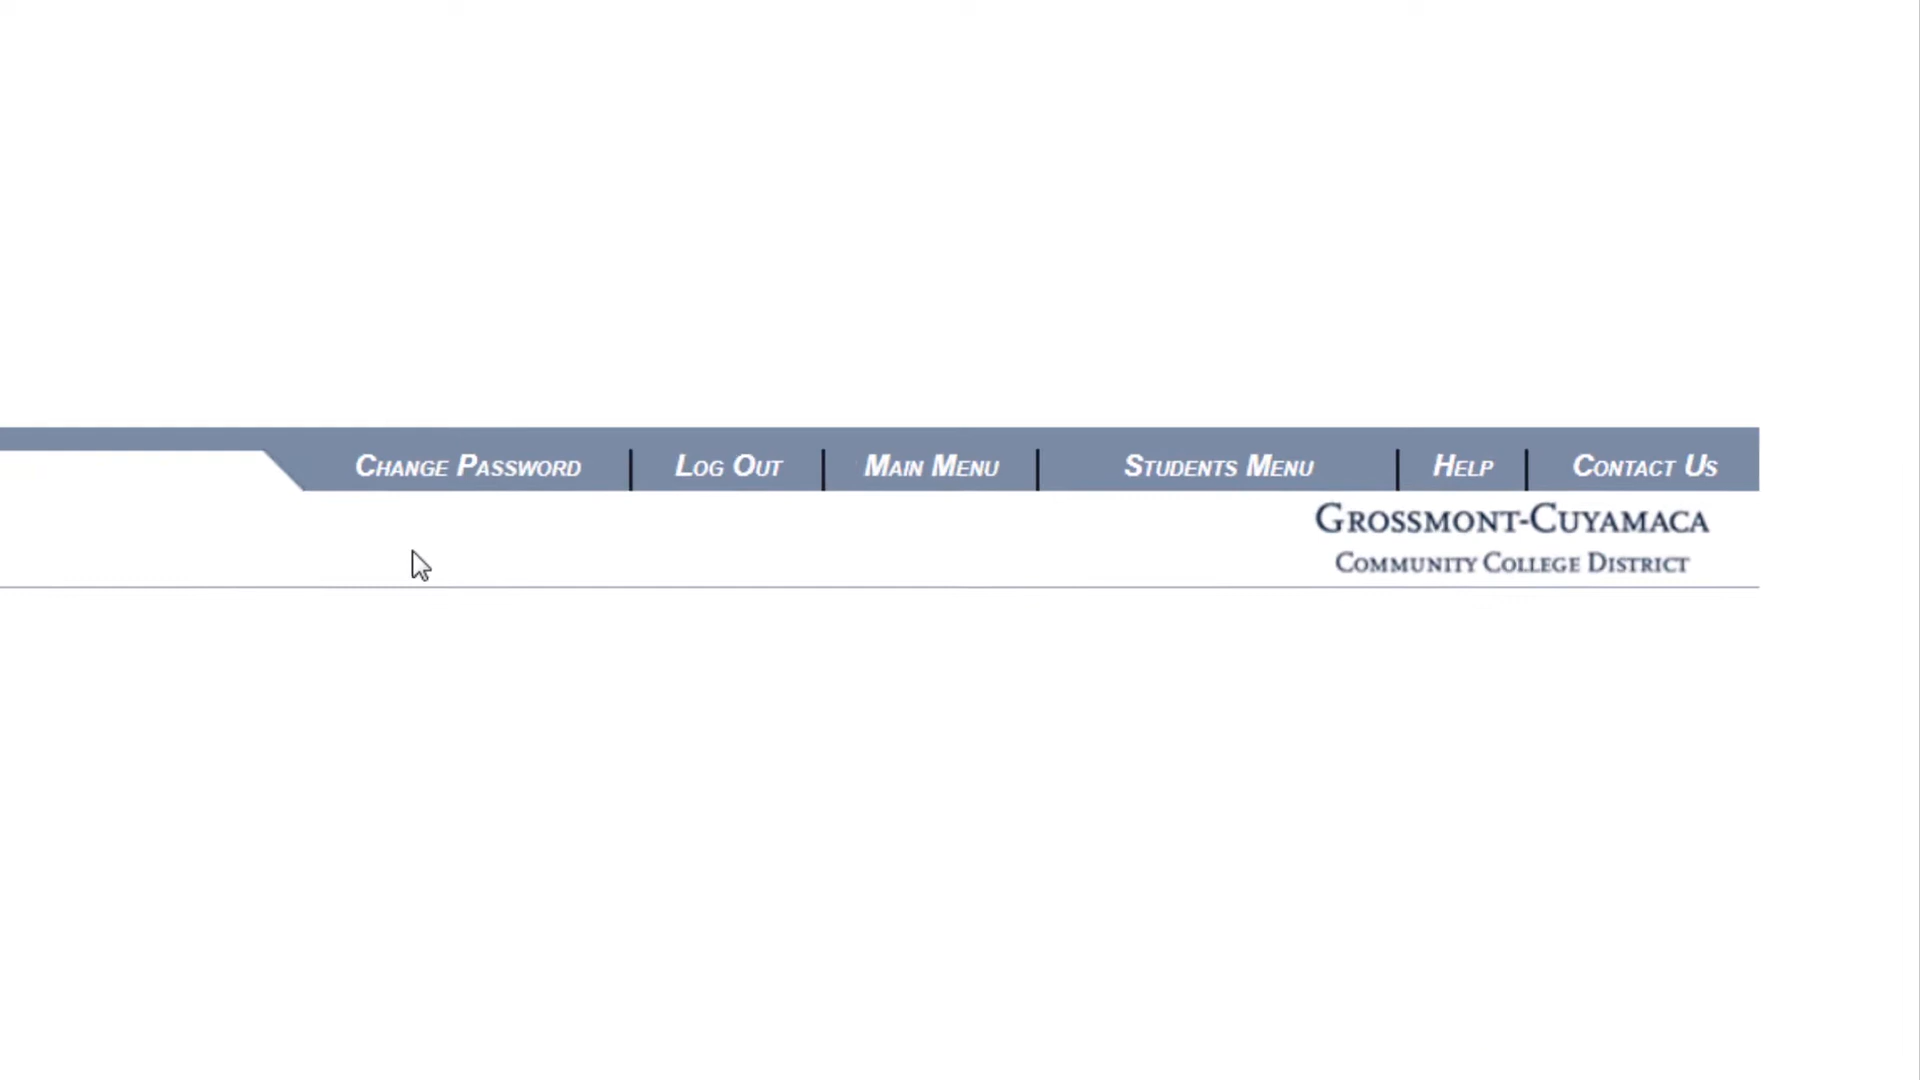 Change Password Log Out Main Menu Students Menu Help Contact Us
Grossmont-Cuyamaca
Community College District